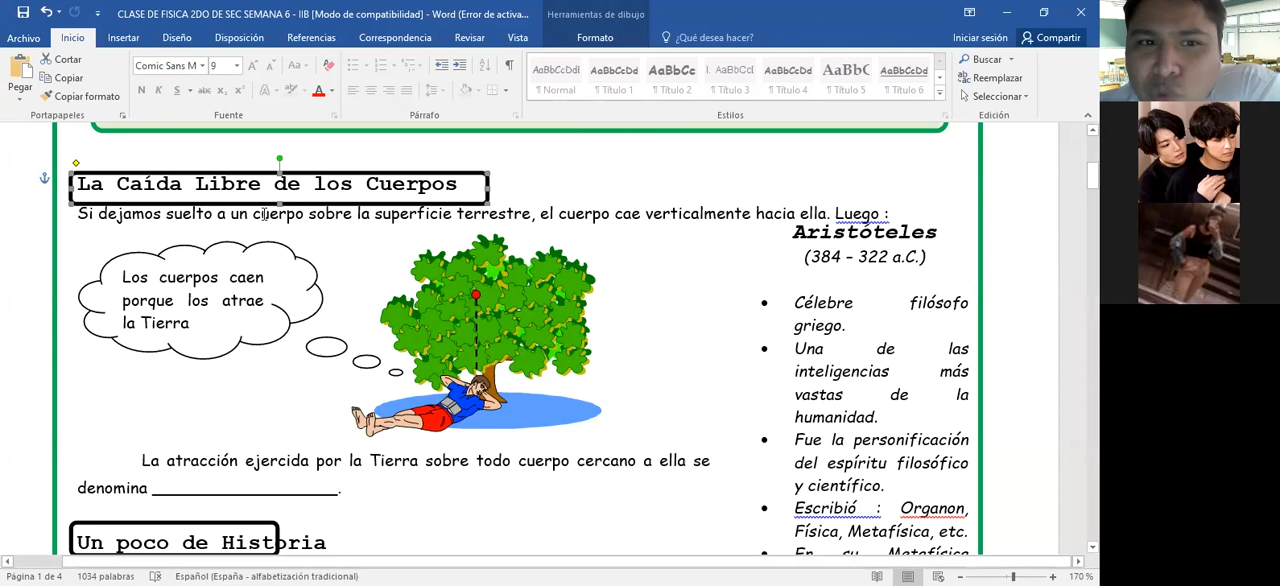 CLASE DE FISICA 2DO DE SEC SEMANA 6 - IIB [Modo de compatibilidad] - Word (Error de activa...
Herramientas de dibujo
Archivo Inicio Insertar Diseño Disposición Referencias Correspondencia Revisar Vista Formato ¿Qué desea hacer? Iniciar sesión Compartir
Pegar
Cortar
Copiar
Copiar formato
Portapapeles
Comic Sans M 9
N K S abc x₂ x²
Fuente
Párrafo
AaBbCcDdI AaBbCcDd AaBbCc I. AaBbCcI AaBbCcDd AaBbC AaBbCcDd
¶ Normal ¶ Título 1 ¶ Título 2 ¶ Título 3 ¶ Título 4 ¶ Título 5 ¶ Título 6
Estilos
Buscar
Reemplazar
Seleccionar
Edición
La Caída Libre de los Cuerpos
Si dejamos suelto a un cuerpo sobre la superficie terrestre, el cuerpo cae verticalmente hacia ella. Luego :
Los cuerpos caen
porque los atrae
la Tierra
La atracción ejercida por la Tierra sobre todo cuerpo cercano a ella se
denomina ____________________.
Un poco de Historia
Aristóteles
(384 – 322 a.C.)
• Célebre filósofo
griego.
• Una de las
inteligencias más
vastas de la
humanidad.
• Fue la personificación
del espíritu filosófico
y científico.
• Escribió : Organon,
Física, Metafísica, etc.
• En su Metafísica
Página 1 de 4 1034 palabras Español (España - alfabetización tradicional) 170 %